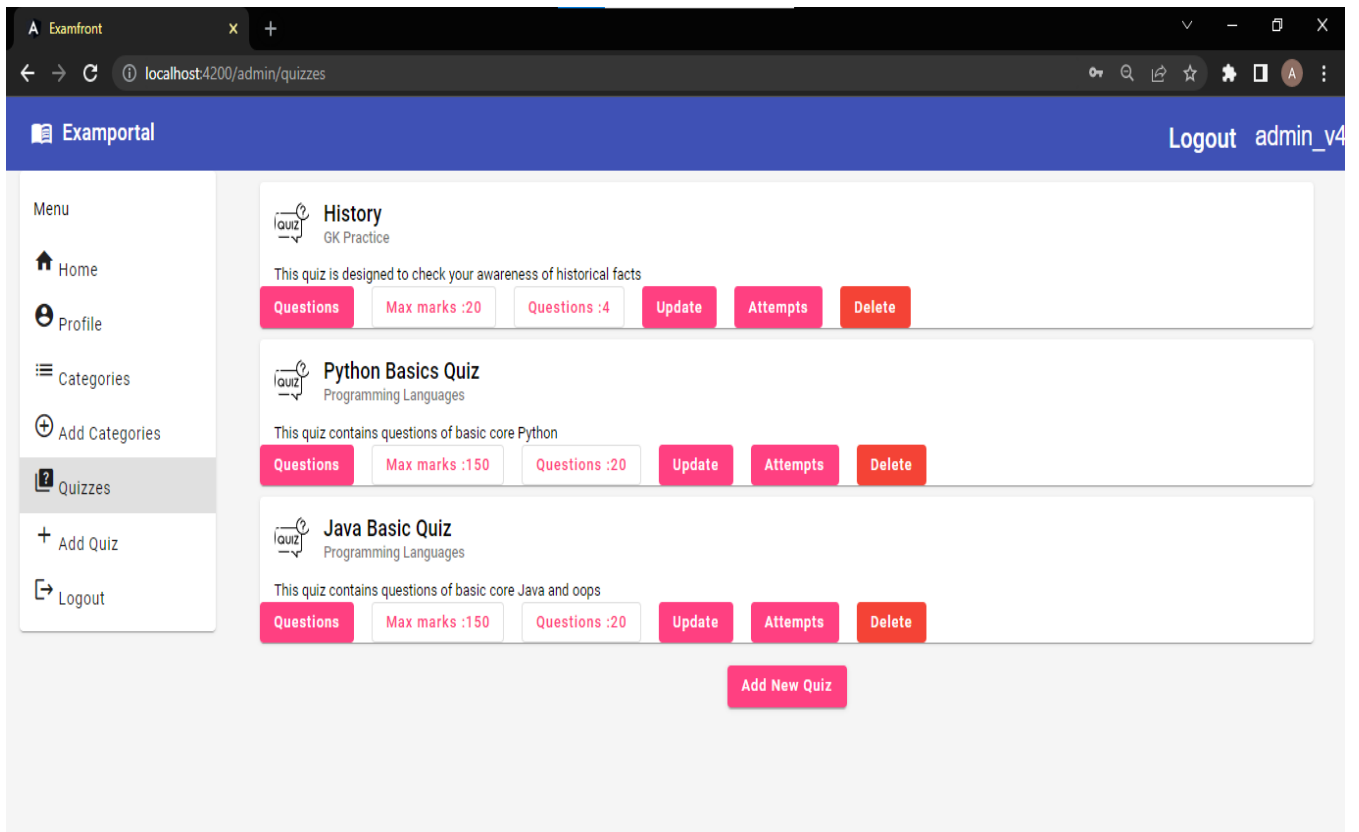 A Examfront
localhost:4200/admin/quizzes
A
Examportal
Logout admin_v4
Menu
Home
Profile
Categories
Add Categories
Quizzes
Add Quiz
Logout
QUIZ
History
GK Practice
This quiz is designed to check your awareness of historical facts
Questions Max marks :20 Questions :4 Update Attempts Delete
QUIZ
Python Basics Quiz
Programming Languages
This quiz contains questions of basic core Python
Questions Max marks :150 Questions :20 Update Attempts Delete
QUIZ
Java Basic Quiz
Programming Languages
This quiz contains questions of basic core Java and oops
Questions Max marks :150 Questions :20 Update Attempts Delete
Add New Quiz